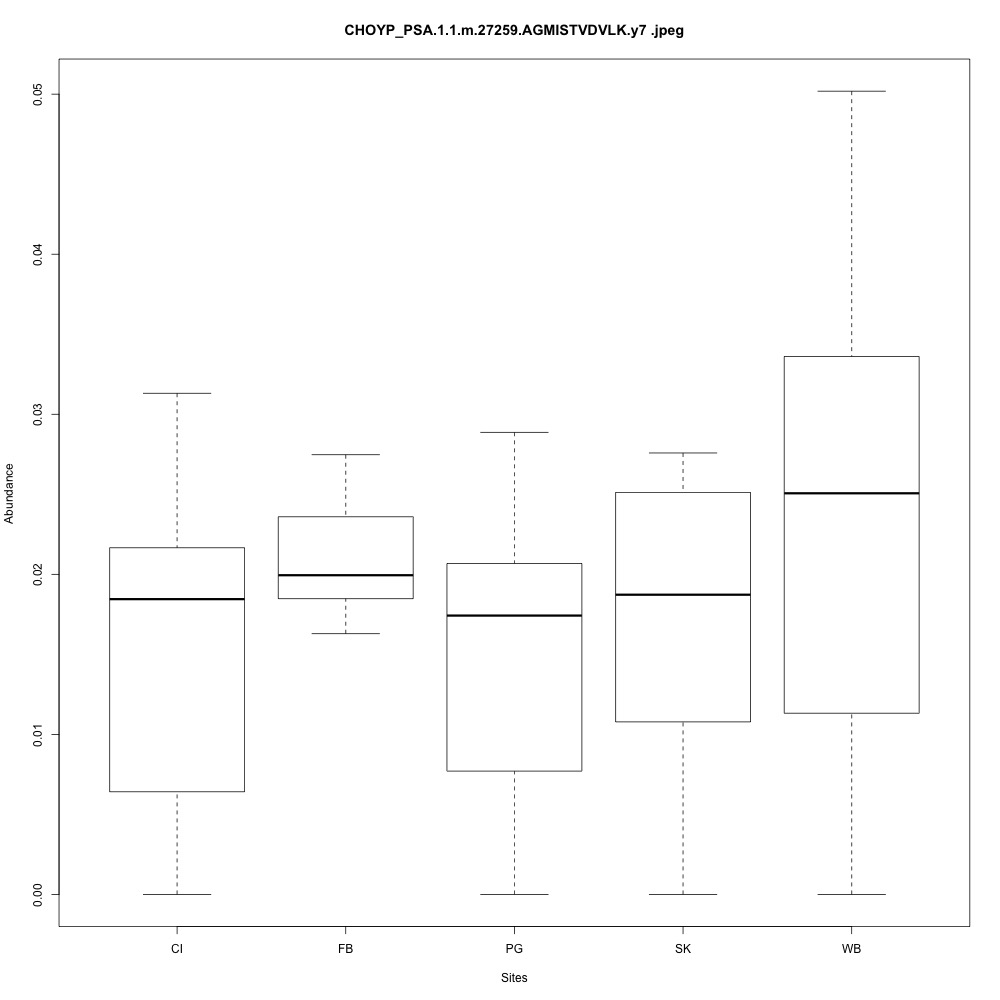 CHOYP_PSA.1.1.m.27259.AGMISTVDVLK.y7 .jpeg
Abundance
0.05
0.04
0.03
0.02
0.01
0.00
CI FB PG SK WB
Sites